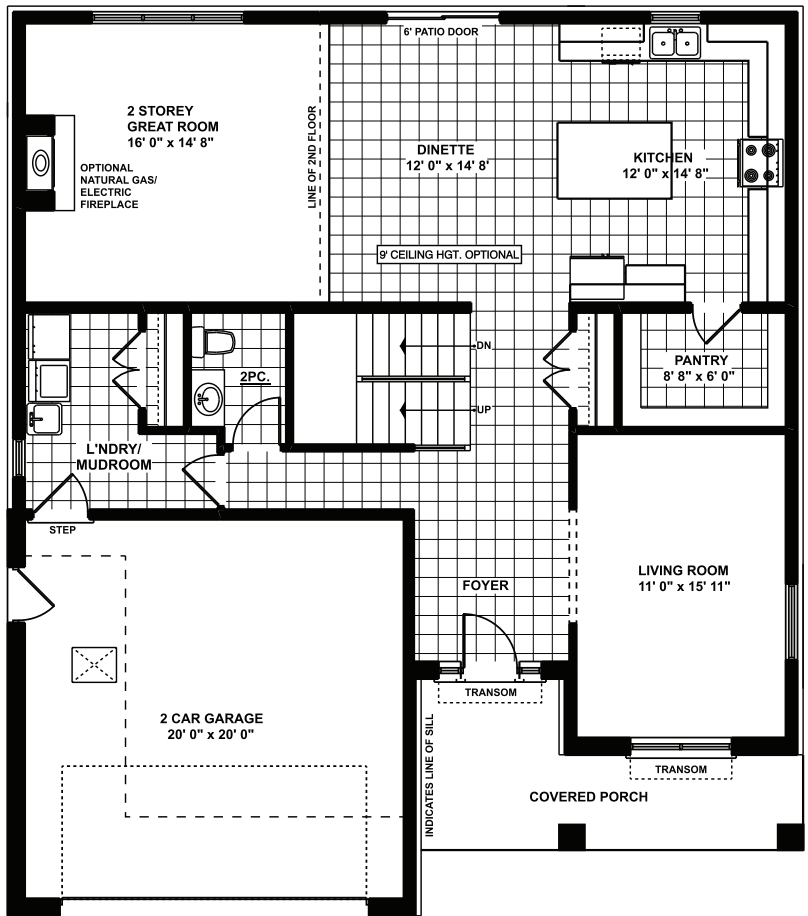 6' PATIO DOOR
2 STOREY
GREAT ROOM
16' 0" x 14' 8"
LINE OF 2ND FLOOR
DINETTE
12' 0" x 14' 8'
KITCHEN
12' 0" x 14' 8"
OPTIONAL
NATURAL GAS/
ELECTRIC
FIREPLACE
9' CEILING HGT. OPTIONAL
DN
UP
2PC.
PANTRY
8' 8" x 6' 0"
L'NDRY/
MUDROOM
STEP
FOYER
LIVING ROOM
11' 0" x 15' 11"
TRANSOM
2 CAR GARAGE
20' 0" x 20' 0"
INDICATES LINE OF SILL
TRANSOM
COVERED PORCH